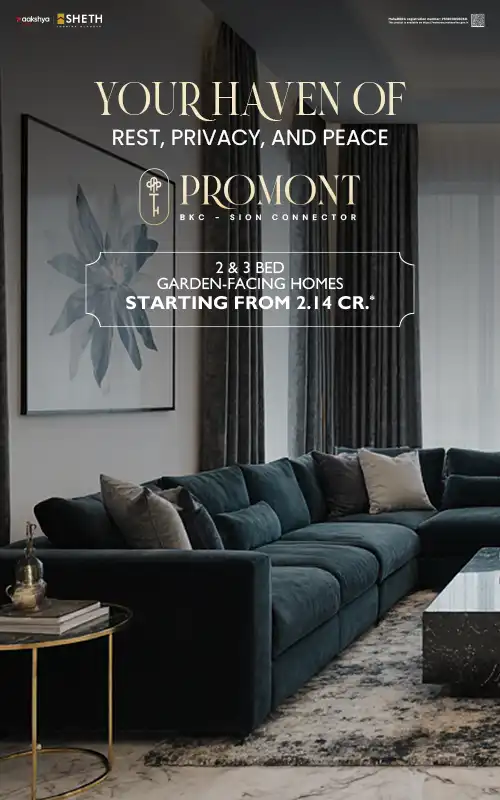 aakshya
SHETH
YOUR HAVEN OF
REST, PRIVACY, AND PEACE
PROMONT
BKC - SION CONNECTOR
2 & 3 BED
GARDEN-FACING HOMES
STARTING FROM 2.14 CR.*